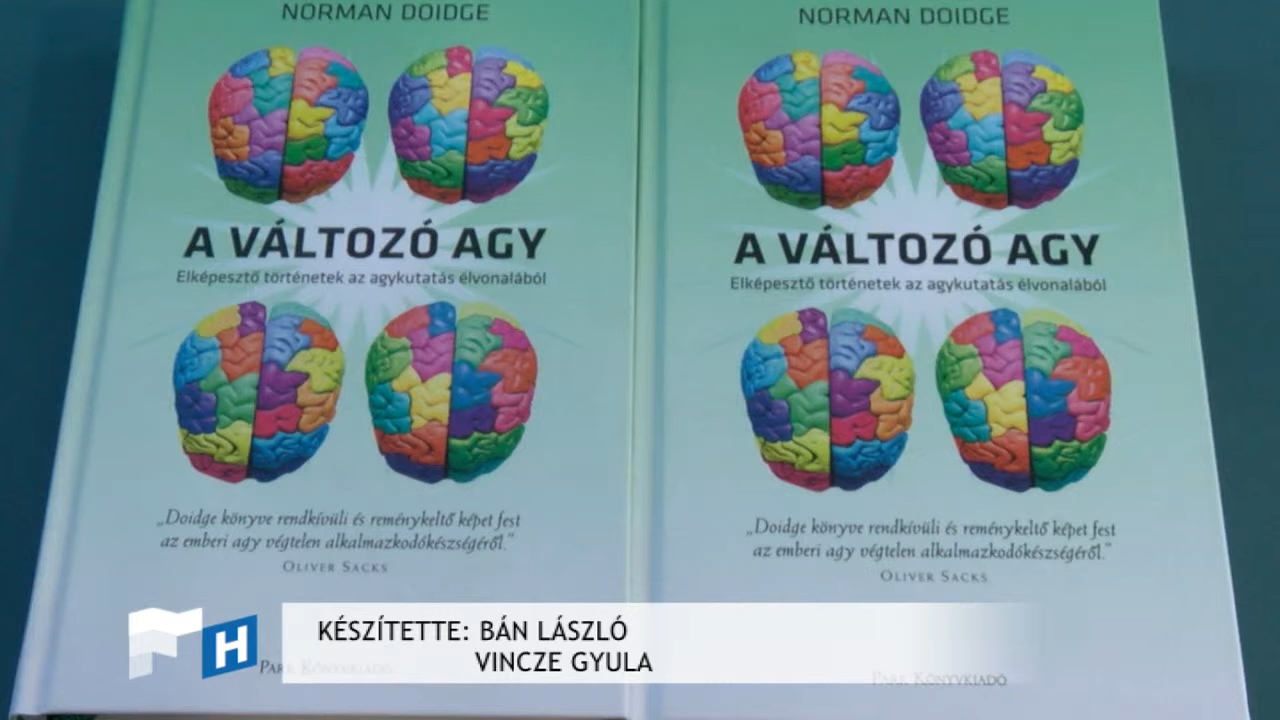 NORMAN DOIDGE
A VÁLTOZÓ AGY
Elképesztő történetek az agykutatás élvonalából
„Doidge könyve rendkívüli és reménykeltő képet fest
az emberi agy végtelen alkalmazkodókészségéről.”
OLIVER SACKS
PARK KÖNYVKIADÓ
NORMAN DOIDGE
A VÁLTOZÓ AGY
Elképesztő történetek az agykutatás élvonalából
„Doidge könyve rendkívüli és reménykeltő képet fest
az emberi agy végtelen alkalmazkodókészségéről.”
OLIVER SACKS
PARK KÖNYVKIADÓ
H
KÉSZÍTETTE: BÁN LÁSZLÓ
VINCZE GYULA